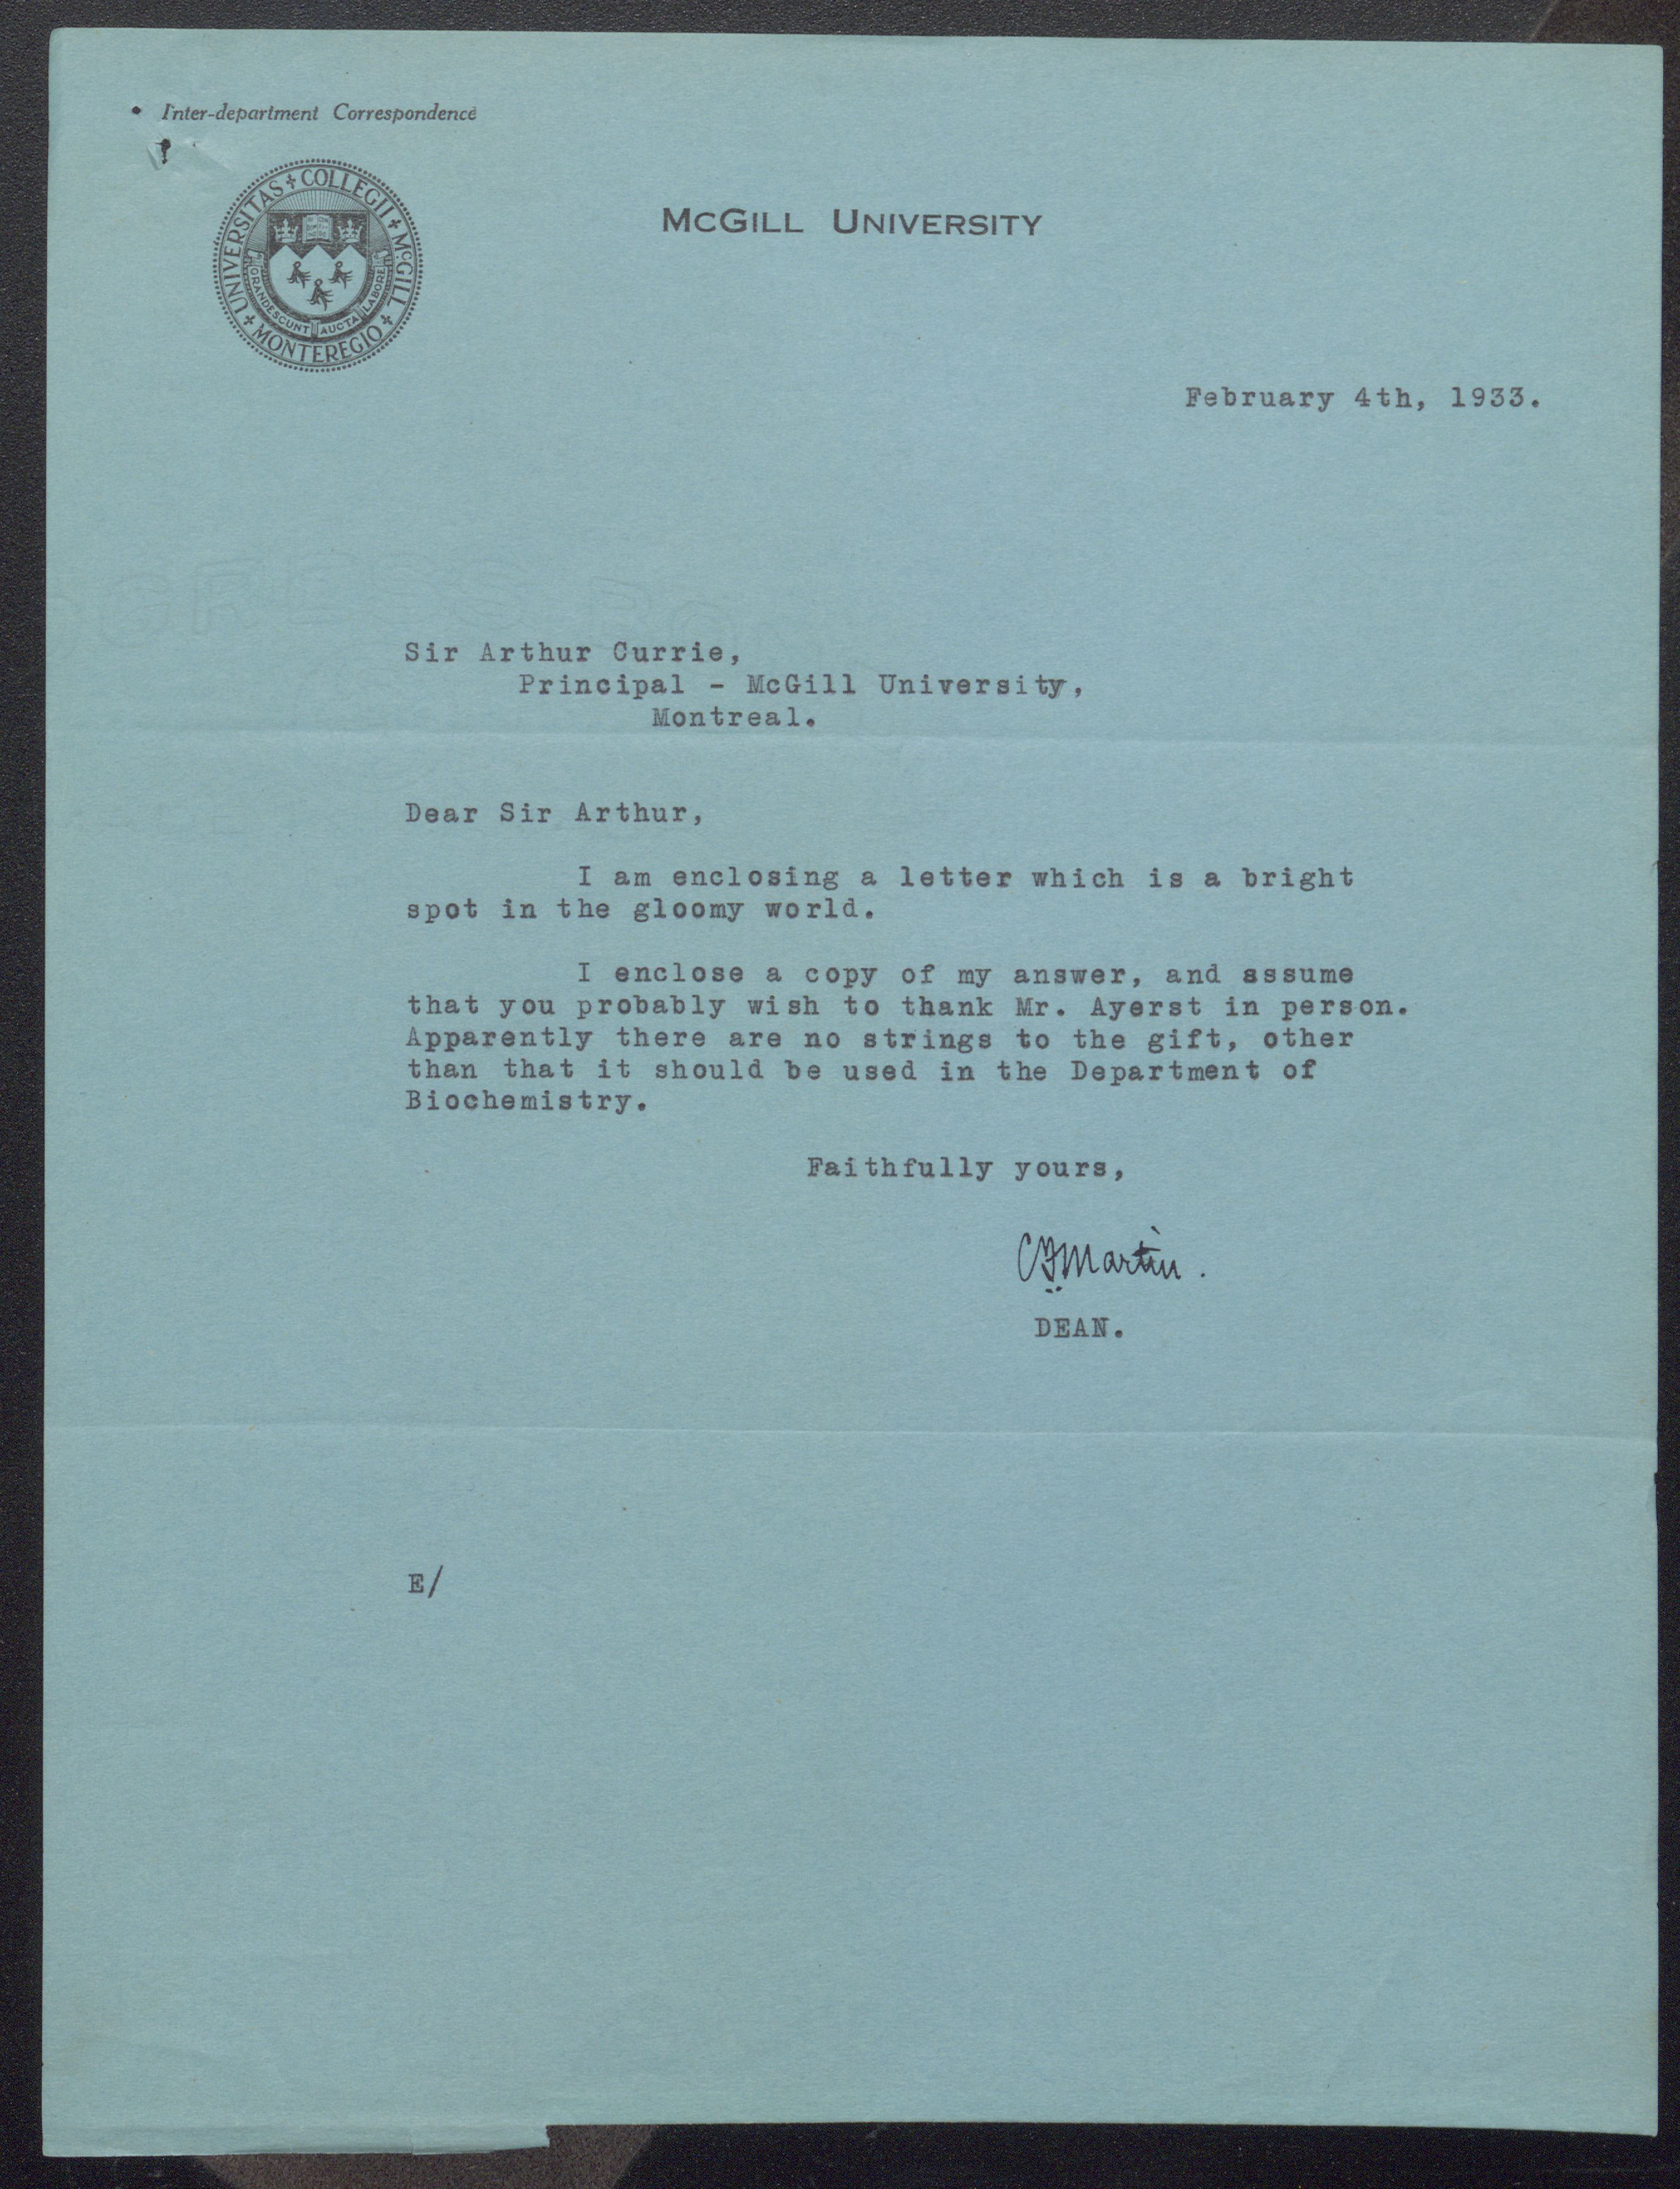 Inter-department Correspondence
UNIVERSITAS COLLEGII McGILL MONTEREGIO
GRANDESCUNT AUCTA LABORE
McGILL UNIVERSITY
February 4th, 1933.
Sir Arthur Currie,
Principal - McGill University,
Montreal.
Dear Sir Arthur,
I am enclosing a letter which is a bright
spot in the gloomy world.
I enclose a copy of my answer, and assume
that you probably wish to thank Mr. Ayerst in person.
Apparently there are no strings to the gift, other
than that it should be used in the Department of
Biochemistry.
Faithfully yours,
CFMartin.
DEAN.
E/